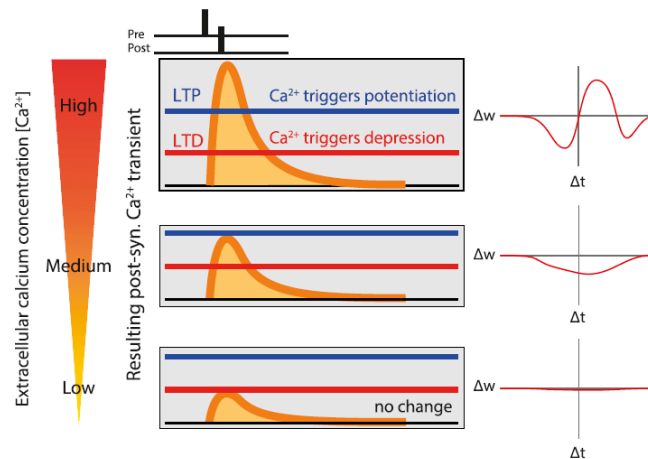 Pre
Post
Extracellular calcium concentration [Ca²⁺]
High
Medium
Low
Resulting post-syn. Ca²⁺ transient
LTP
Ca²⁺ triggers potentiation
LTD
Ca²⁺ triggers depression
no change
Δw
Δt
Δw
Δt
Δw
Δt